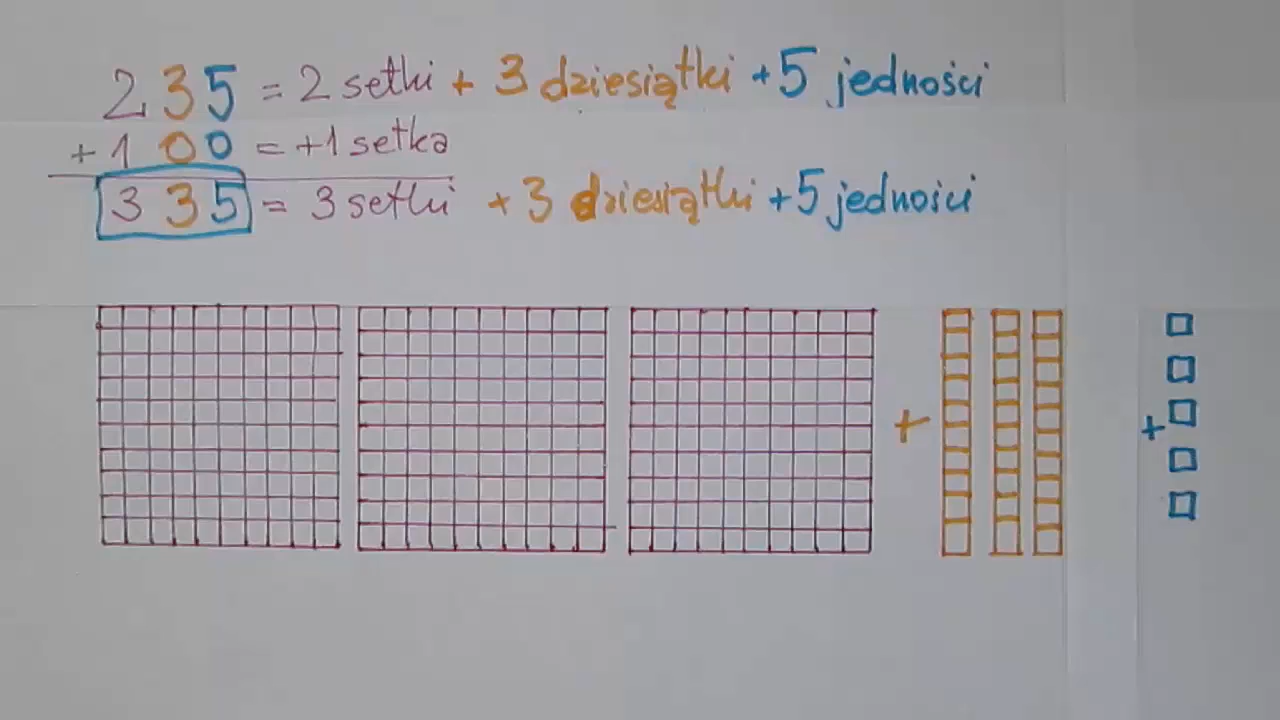 235 = 2 setki + 3 dziesiątki + 5 jedności
+ 100 = +1 setka
335 = 3 setki + 3 dziesiątki + 5 jedności
+ +